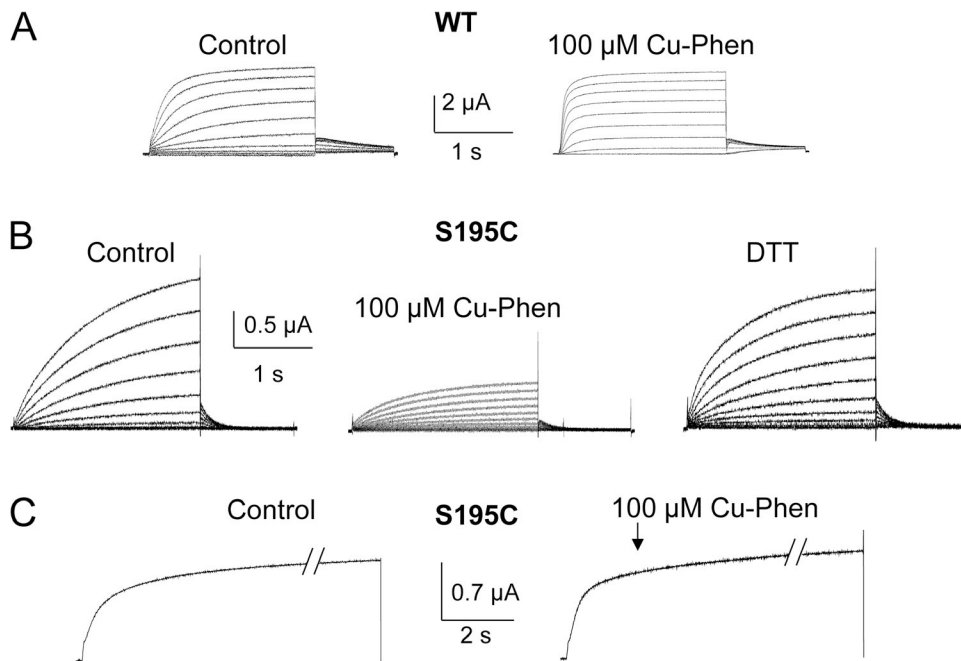 A
WT
Control
100 µM Cu-Phen
2 µA
1 s
B
S195C
Control
DTT
100 µM Cu-Phen
0.5 µA
1 s
C
Control
S195C
100 µM Cu-Phen
0.7 µA
2 s